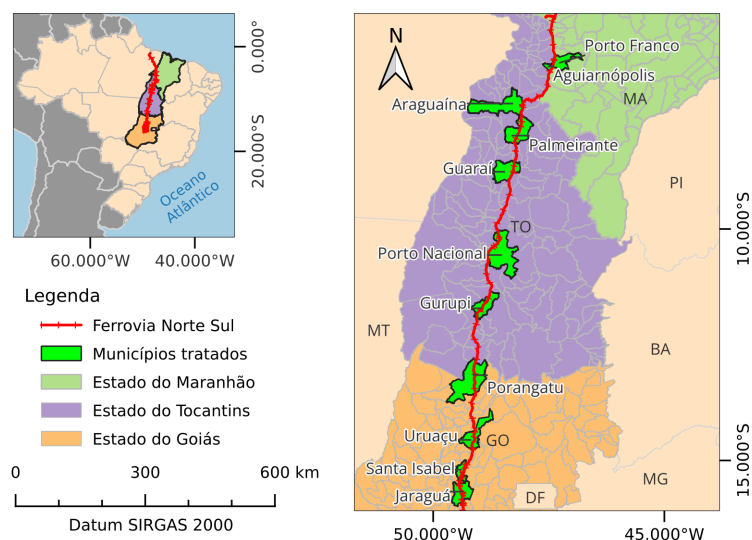 0.000°
20.000°S
Oceano
Atlântico
60.000°W
40.000°W
Legenda
Ferrovia Norte Sul
Municípios tratados
Estado do Maranhão
Estado do Tocantins
Estado do Goiás
0
300
600 km
Datum SIRGAS 2000
N
Porto Franco
Aguiarnópolis
MA
Araguaína
Palmeirante
Guaraí
PI
TO
10.000°S
Porto Nacional
Gurupi
MT
BA
Porangatu
Uruaçu
GO
Santa Isabel
MG
15.000°S
Jaraguá
DF
50.000°W
45.000°W